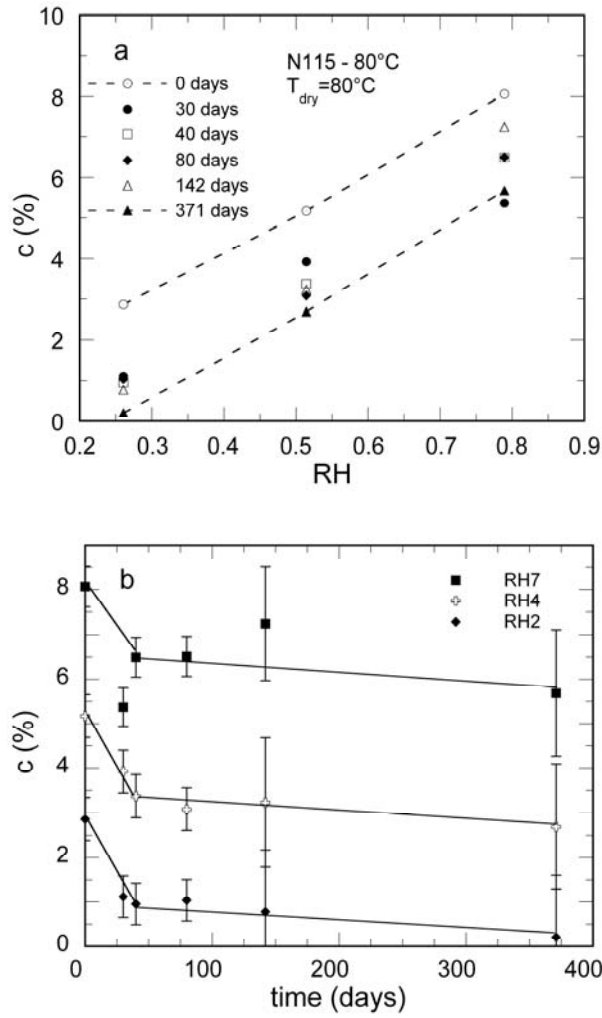 10
8
6
4
2
0
c (%)
a
N115 - 80°C
T_dry=80°C
0 days
30 days
40 days
80 days
142 days
371 days
0.2 0.3 0.4 0.5 0.6 0.7 0.8 0.9
RH
8
6
4
2
0
c (%)
b
RH7
RH4
RH2
0 100 200 300 400
time (days)